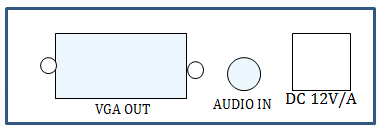 VGA OUT
AUDIO IN
DC 12V/A